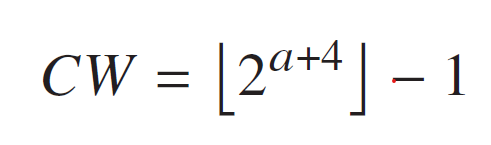 CW = ⌊2^{a+4}⌋ − 1